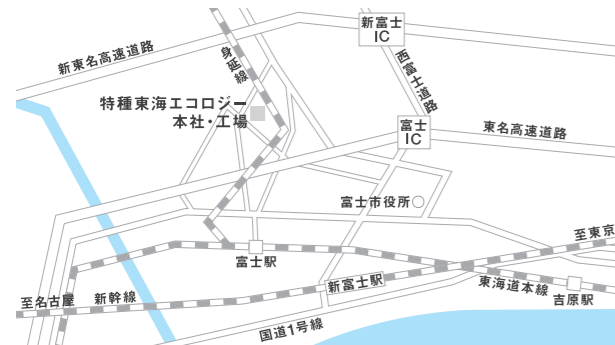 新富士
IC
新東名高速道路
身延線
西富士道路
特種東海エコロジー
本社・工場
富士
IC
東名高速道路
富士市役所
至東京
富士駅
新富士駅
東海道本線
至名古屋
新幹線
吉原駅
国道1号線